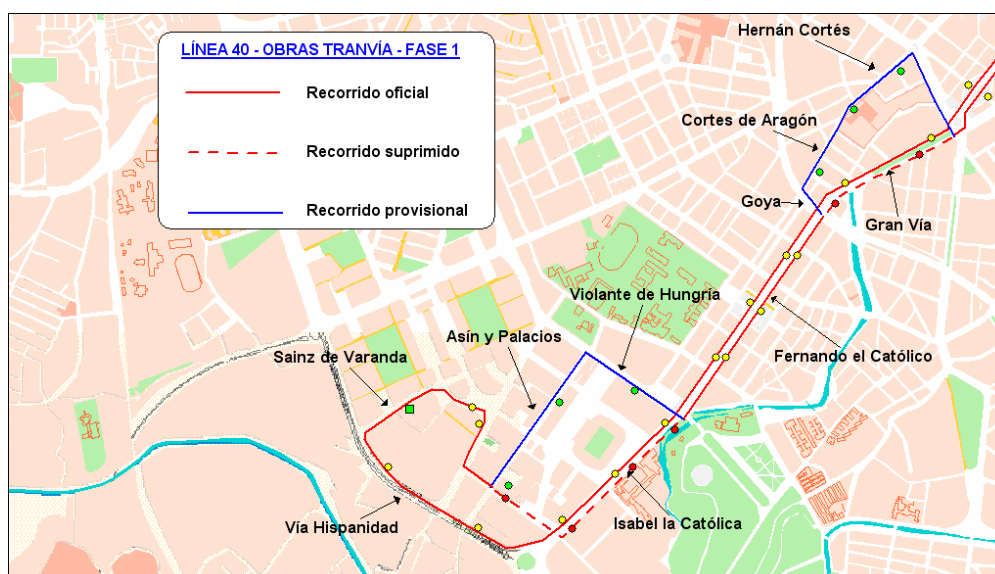 LÍNEA 40 - OBRAS TRANVÍA - FASE 1
Recorrido oficial
Recorrido suprimido
Recorrido provisional
Hernán Cortés
Cortes de Aragón
Goya
Gran Vía
Violante de Hungría
Asín y Palacios
Sainz de Varanda
Fernando el Católico
Vía Hispanidad
Isabel la Católica